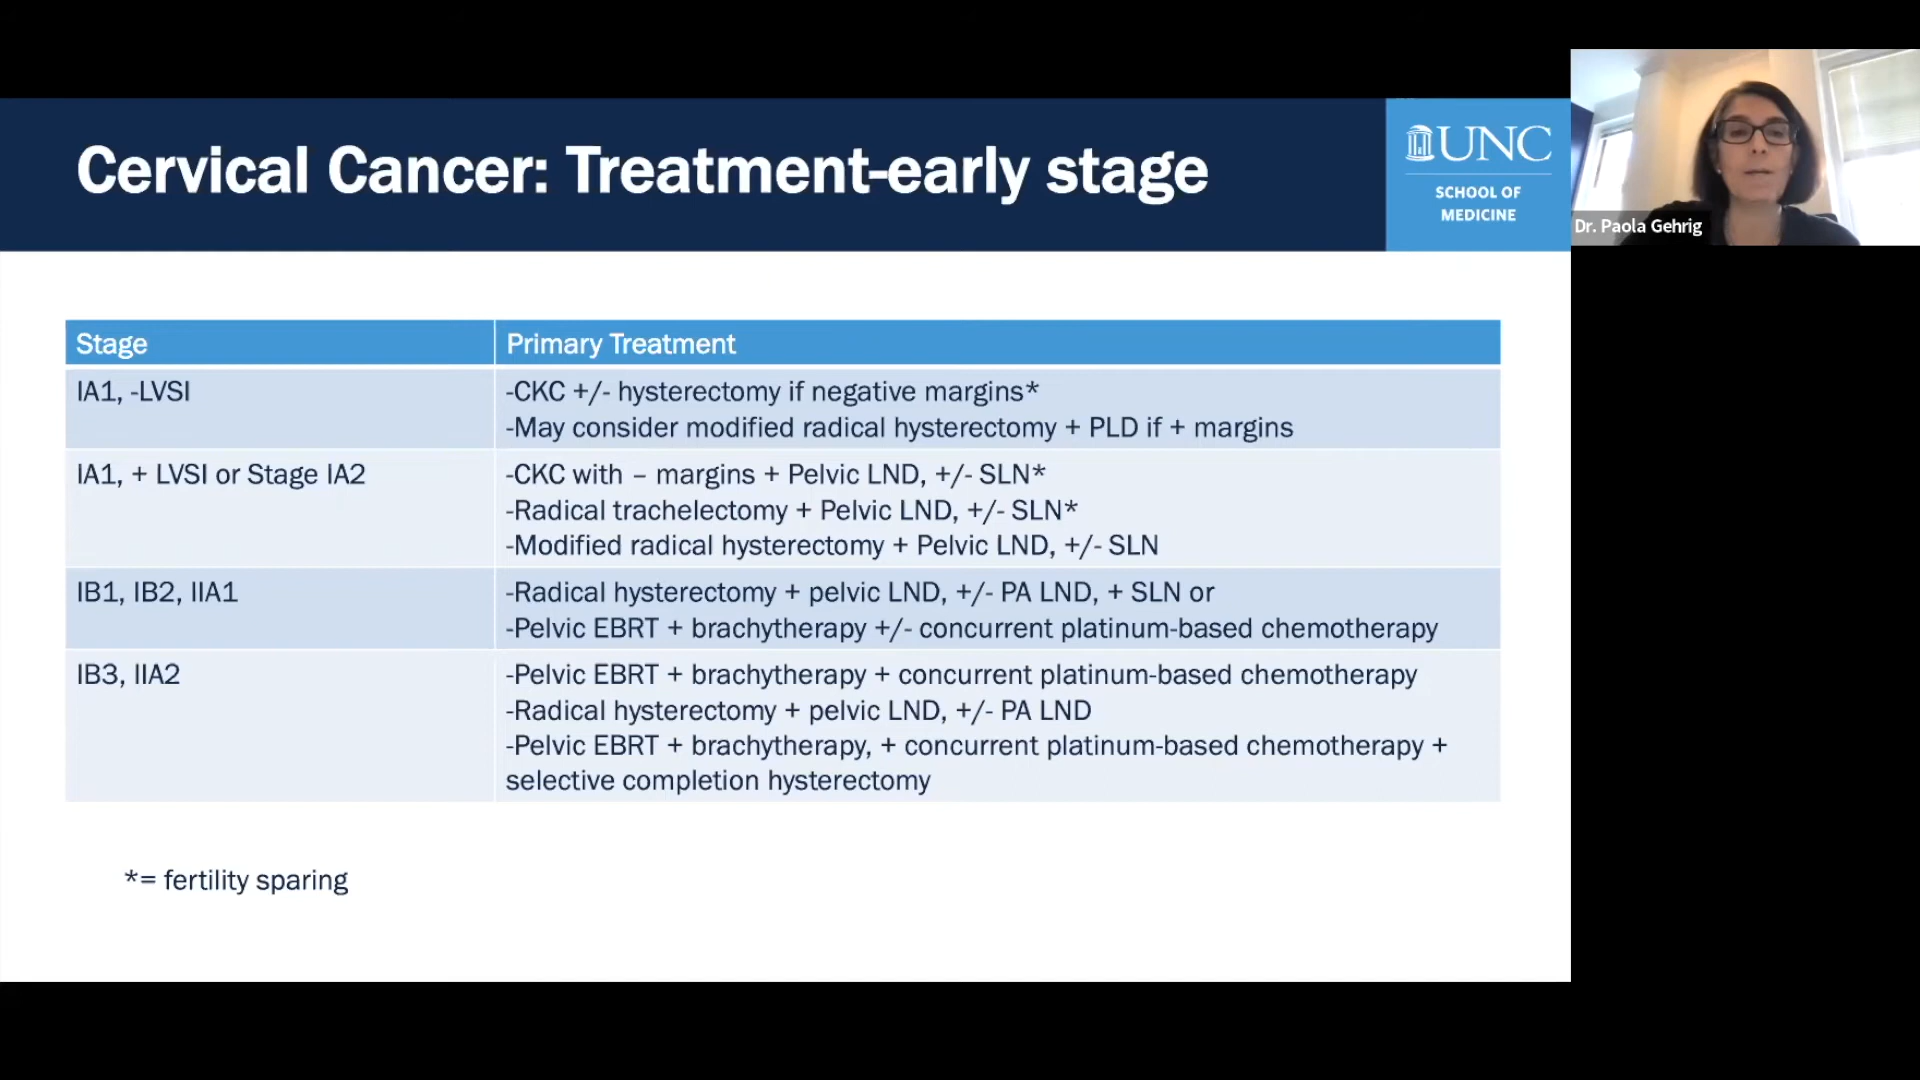 Cervical Cancer: Treatment-early stage
UNC
SCHOOL OF
MEDICINE
Dr. Paola Gehrig
Stage
Primary Treatment
IA1, -LVSI
-CKC +/- hysterectomy if negative margins*
-May consider modified radical hysterectomy + PLD if + margins
IA1, + LVSI or Stage IA2
-CKC with – margins + Pelvic LND, +/- SLN*
-Radical trachelectomy + Pelvic LND, +/- SLN*
-Modified radical hysterectomy + Pelvic LND, +/- SLN
IB1, IB2, IIA1
-Radical hysterectomy + pelvic LND, +/- PA LND, + SLN or
-Pelvic EBRT + brachytherapy +/- concurrent platinum-based chemotherapy
IB3, IIA2
-Pelvic EBRT + brachytherapy + concurrent platinum-based chemotherapy
-Radical hysterectomy + pelvic LND, +/- PA LND
-Pelvic EBRT + brachytherapy, + concurrent platinum-based chemotherapy +
selective completion hysterectomy
*= fertility sparing